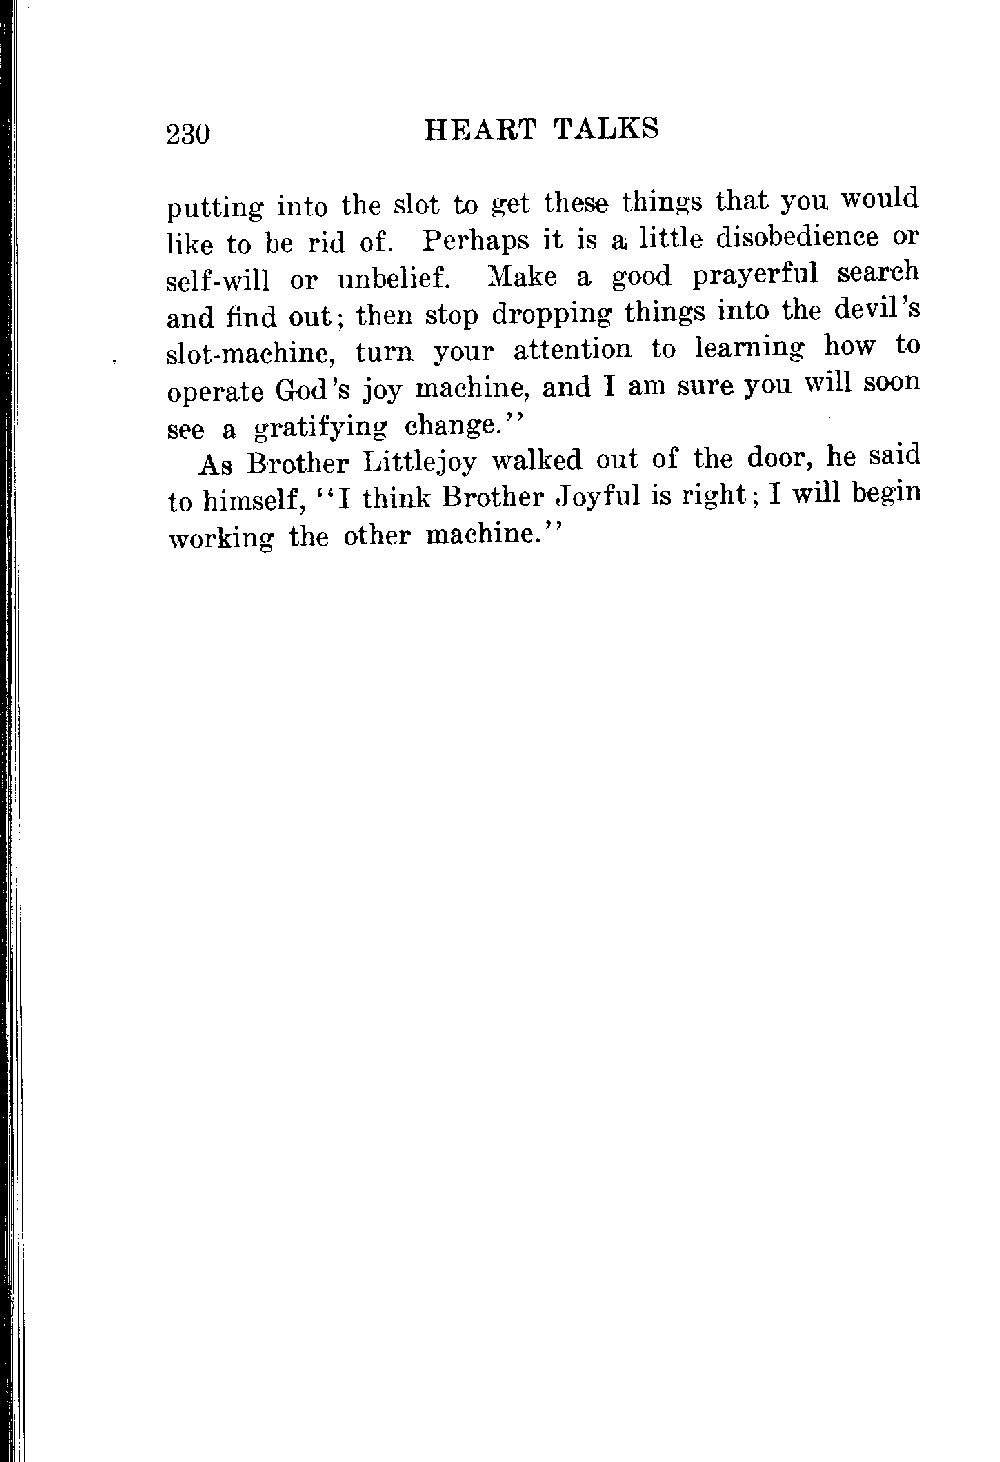 230 HEART TALKS
putting into the slot to get these things that you would
like to be rid of. Perhaps it is a little disobedience or
self-will or unbelief. Make a good prayerful search
and find out; then stop dropping things into the devil's
slot-machine, turn your attention to learning how to
operate God's joy machine, and I am sure you will soon
see a gratifying change."
As Brother Littlejoy walked out of the door, he said
to himself, "I think Brother Joyful is right; I will begin
working the other machine."